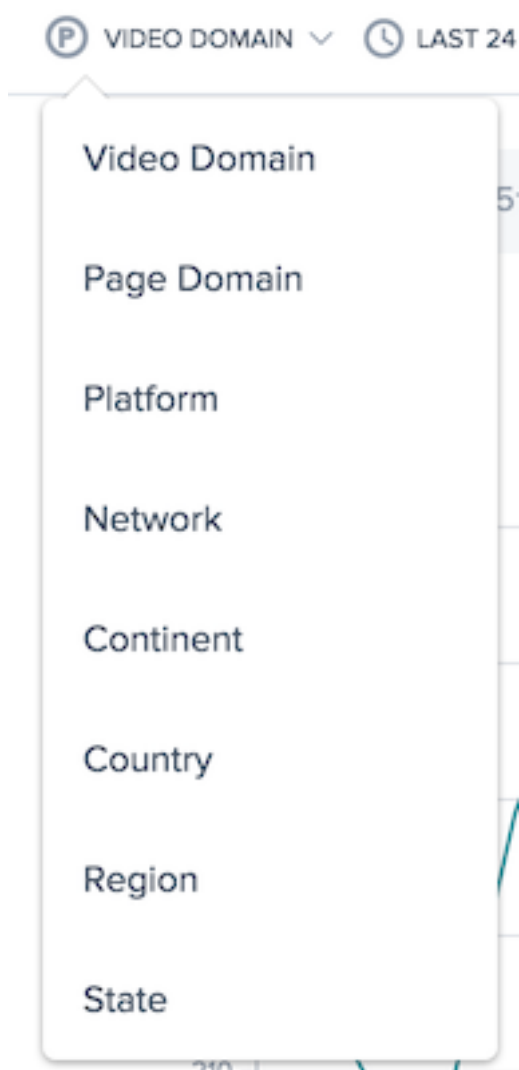 P VIDEO DOMAIN LAST 24
Video Domain
Page Domain
Platform
Network
Continent
Country
Region
State